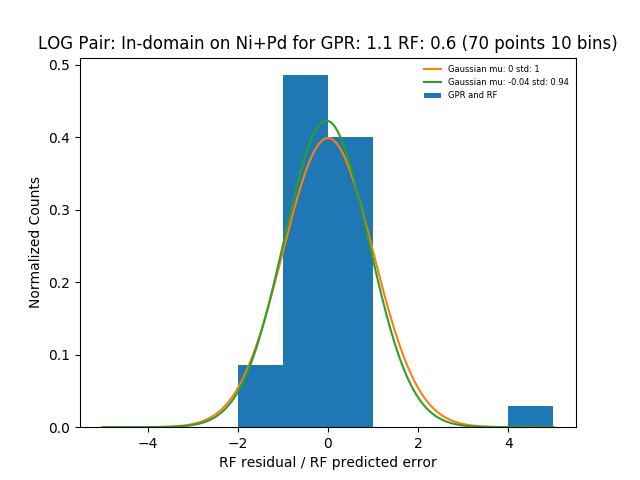 LOG Pair: In-domain on Ni+Pd for GPR: 1.1 RF: 0.6 (70 points 10 bins)
Gaussian mu: 0 std: 1
Gaussian mu: -0.04 std: 0.94
GPR and RF
Normalized Counts
0.5
0.4
0.3
0.2
0.1
0.0
−4 −2 0 2 4
RF residual / RF predicted error